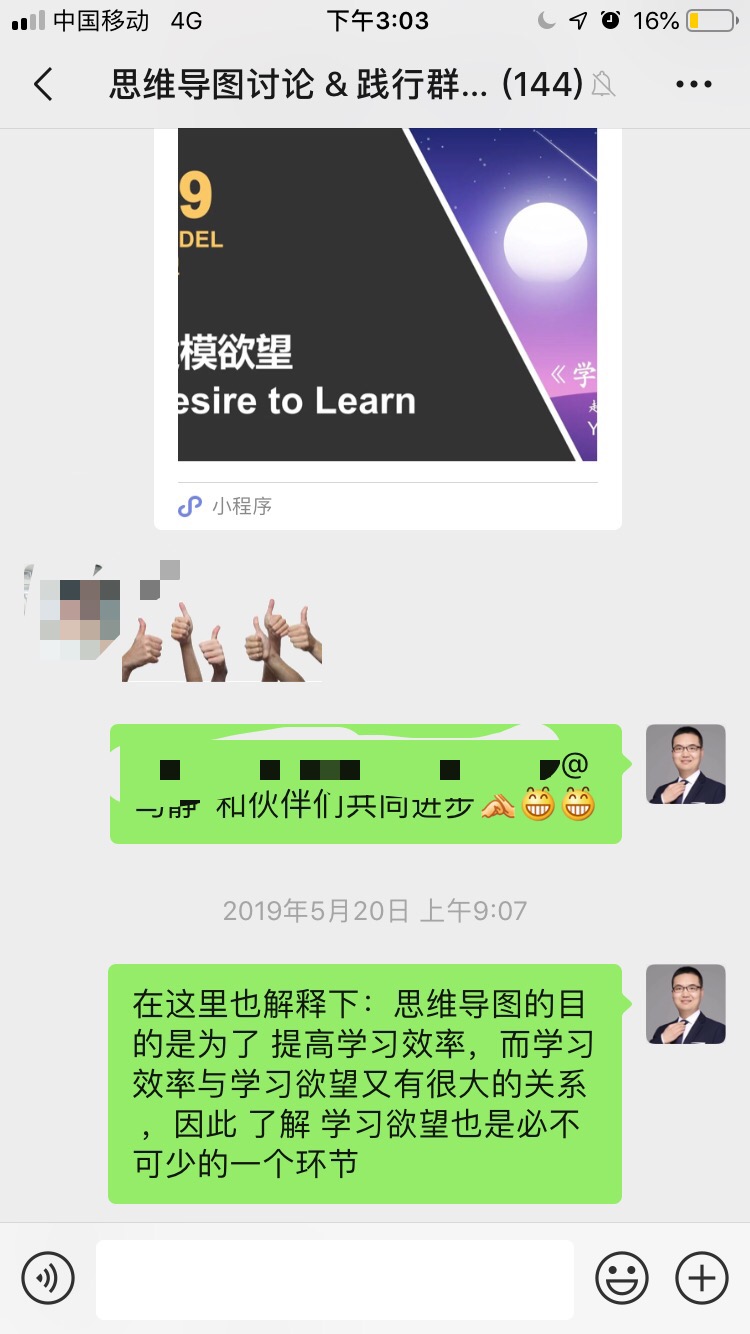 中国移动 4G 下午3:03 16%
思维导图讨论 & 践行群... (144)
9
DEL
模欲望
esire to Learn
《学
Y
小程序
@
和伙伴们共同进步
2019年5月20日 上午9:07
在这里也解释下：思维导图的目
的是为了 提高学习效率，而学习
效率与学习欲望又有很大的关系
，因此 了解 学习欲望也是必不
可少的一个环节